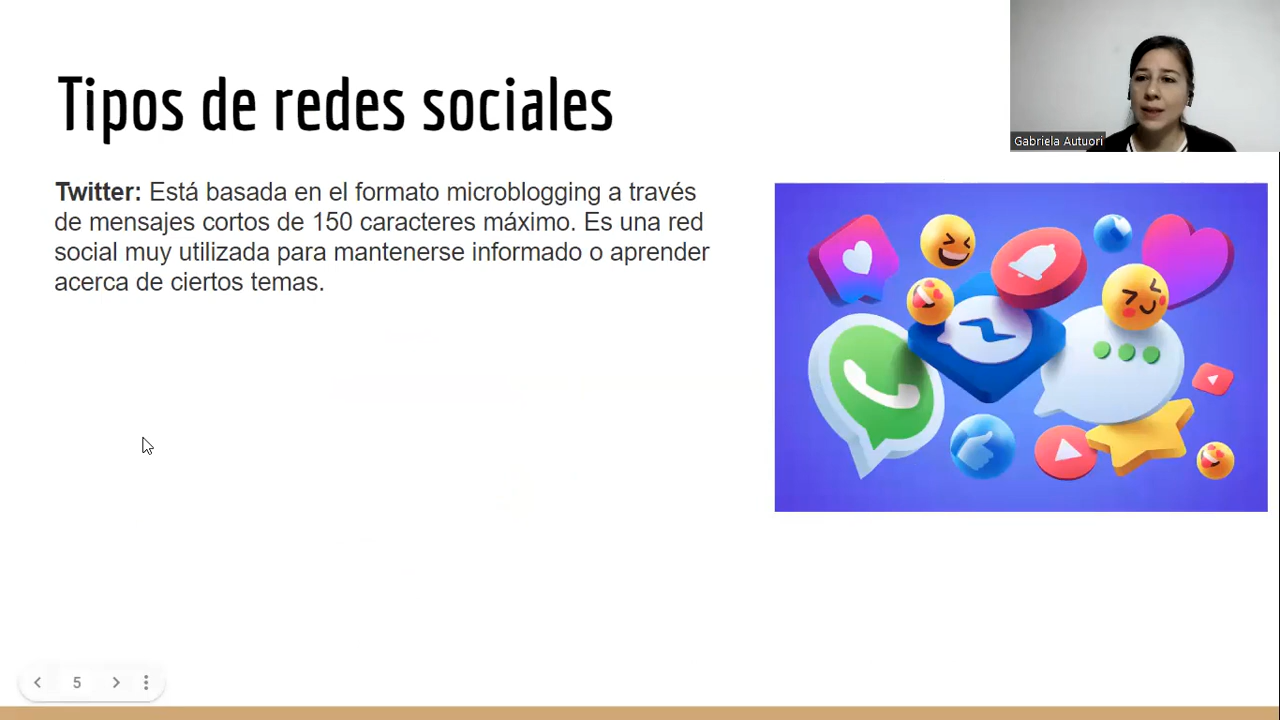 Tipos de redes sociales
Gabriela Autuori
Twitter: Está basada en el formato microblogging a través
de mensajes cortos de 150 caracteres máximo. Es una red
social muy utilizada para mantenerse informado o aprender
acerca de ciertos temas.
5